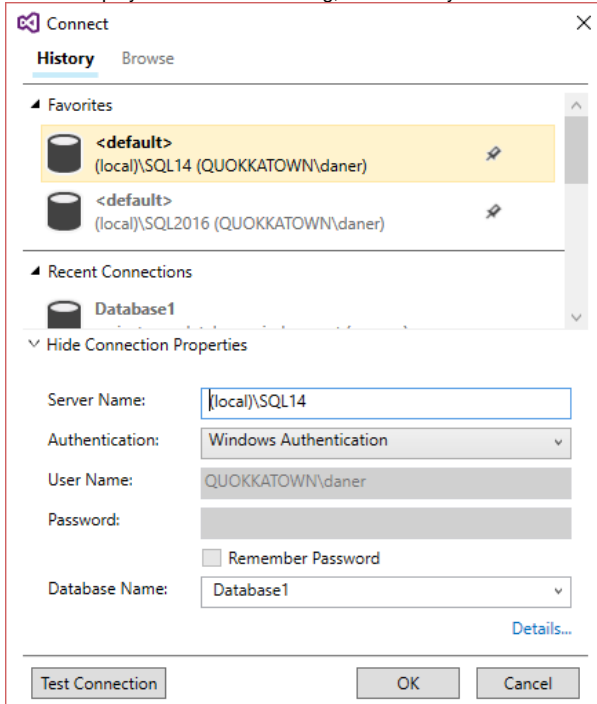 Connect
History Browse
Favorites
<default>
(local)\SQL14 (QUOKKATOWN\daner)
<default>
(local)\SQL2016 (QUOKKATOWN\daner)
Recent Connections
Database1
Hide Connection Properties
Server Name: (local)\SQL14
Authentication: Windows Authentication
User Name: QUOKKATOWN\daner
Password:
Remember Password
Database Name: Database1
Details...
Test Connection OK Cancel